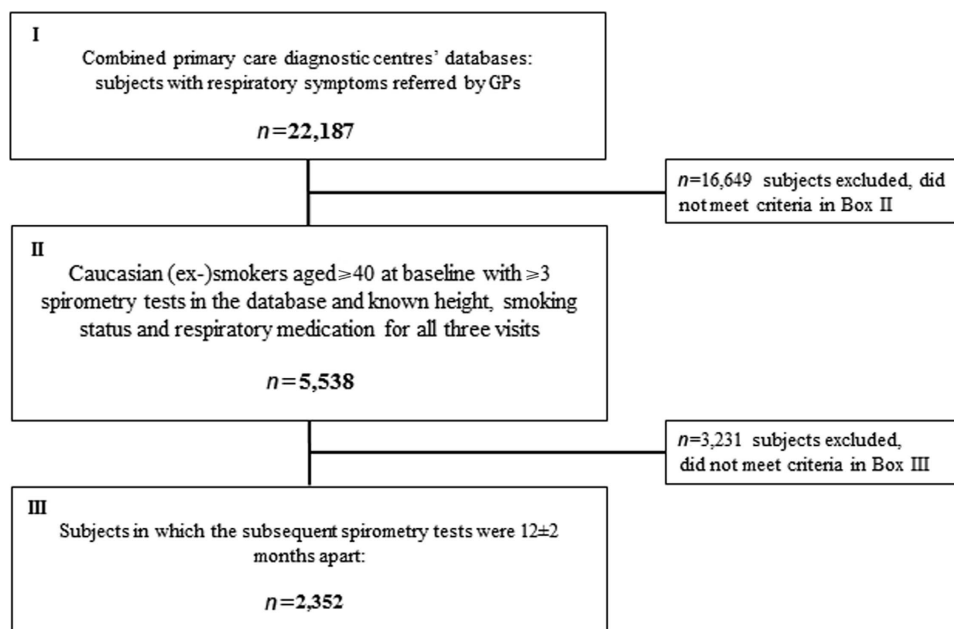 I
Combined primary care diagnostic centres’ databases:
subjects with respiratory symptoms referred by GPs
n=22,187
n=16,649 subjects excluded, did
not meet criteria in Box II
II
Caucasian (ex-)smokers aged≥40 at baseline with ≥3
spirometry tests in the database and known height, smoking
status and respiratory medication for all three visits
n=5,538
n=3,231 subjects excluded,
did not meet criteria in Box III
III
Subjects in which the subsequent spirometry tests were 12±2
months apart:
n=2,352